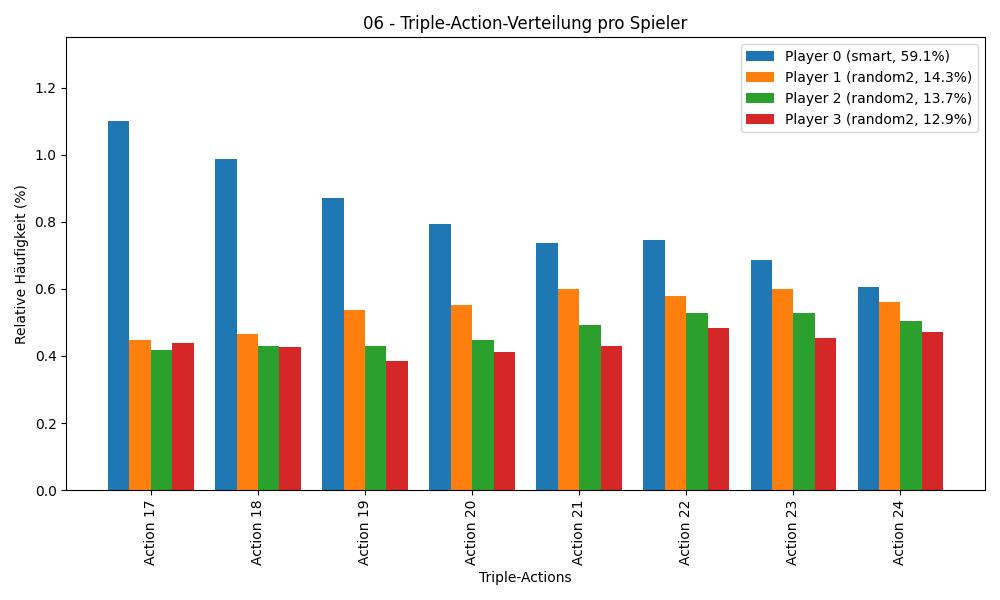 06 - Triple-Action-Verteilung pro Spieler
Player 0 (smart, 59.1%)
Player 1 (random2, 14.3%)
Player 2 (random2, 13.7%)
Player 3 (random2, 12.9%)
Relative Häufigkeit (%)
1.2
1.0
0.8
0.6
0.4
0.2
0.0
Action 17
Action 18
Action 19
Action 20
Action 21
Action 22
Action 23
Action 24
Triple-Actions